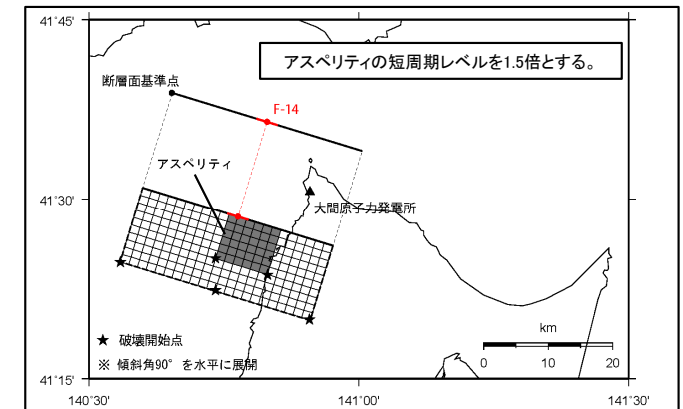 41°45'
アスペリティの短周期レベルを1.5倍とする。
断層面基準点
F-14
アスペリティ
41°30'
大間原子力発電所
km
★ 破壊開始点
0 10 20
※ 傾斜角90° を水平に展開
41°15'
140°30' 141°00' 141°30'